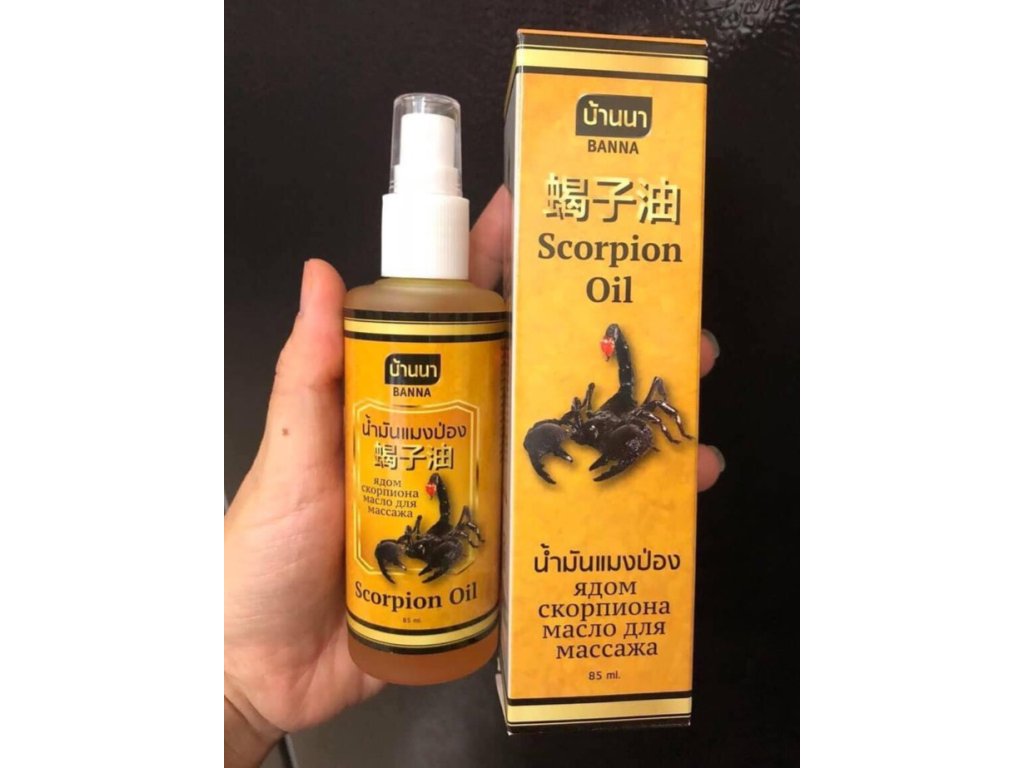 บ้านนา
BANNA
น้ำมันแมงป่อง
蝎子油
ядом
скорпиона
масло для
массажа
Scorpion Oil
85 ml
บ้านนา
BANNA
蝎子油
Scorpion
Oil
น้ำมันแมงป่อง
ядом
скорпиона
масло для
массажа
85 ml.